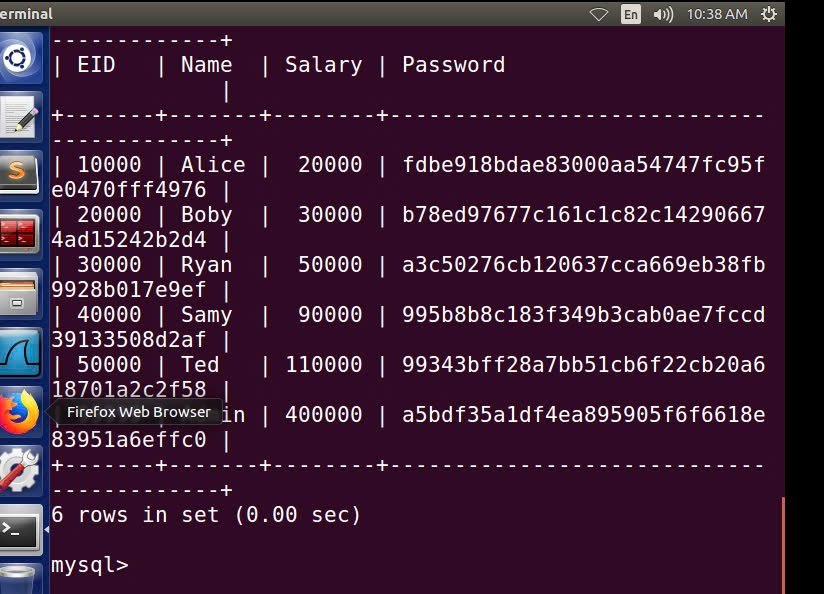 erminal
En
10:38 AM
-------------+
| EID   | Name  | Salary | Password
             |
+-------+-------+--------+-----------------------------
-------------+
| 10000 | Alice |  20000 | fdbe918bdae83000aa54747fc95f
e0470fff4976 |
| 20000 | Boby  |  30000 | b78ed97677c161c1c82c14290667
4ad15242b2d4 |
| 30000 | Ryan  |  50000 | a3c50276cb120637cca669eb38fb
9928b017e9ef |
| 40000 | Samy  |  90000 | 995b8b8c183f349b3cab0ae7fccd
39133508d2af |
| 50000 | Ted   | 110000 | 99343bff28a7bb51cb6f22cb20a6
18701a2c2f58 |
Firefox Web Browser
in | 400000 | a5bdf35a1df4ea895905f6f6618e
83951a6effc0 |
+-------+-------+--------+-----------------------------
-------------+
6 rows in set (0.00 sec)
mysql>